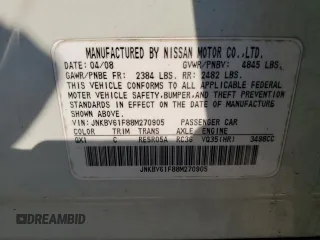 MANUFACTURED BY NISSAN MOTOR CO.,LTD.
DATE 04/08 GVWR/PNBV: 4845 LBS.
GAWR/PNBE FR: 2384 LBS. RR: 2482 LBS.
THIS VEHICLE CONFORMS TO ALL APPLICABLE FEDERAL
MOTOR VEHICLE SAFETY, BUMPER, AND THEFT PREVENTION
STANDARDS IN EFFECT ON THE DATE OF MANUFACTURE
SHOWN ABOVE.
VIN: JNKBV61F88M270905 PASSENGER CAR
COLOR TRIM TRANS AXLE ENGINE
QX1 C RE5R05A RC36 VQ35(HR) 3498CC
JNKBV61F88M270905
© DEALERBID